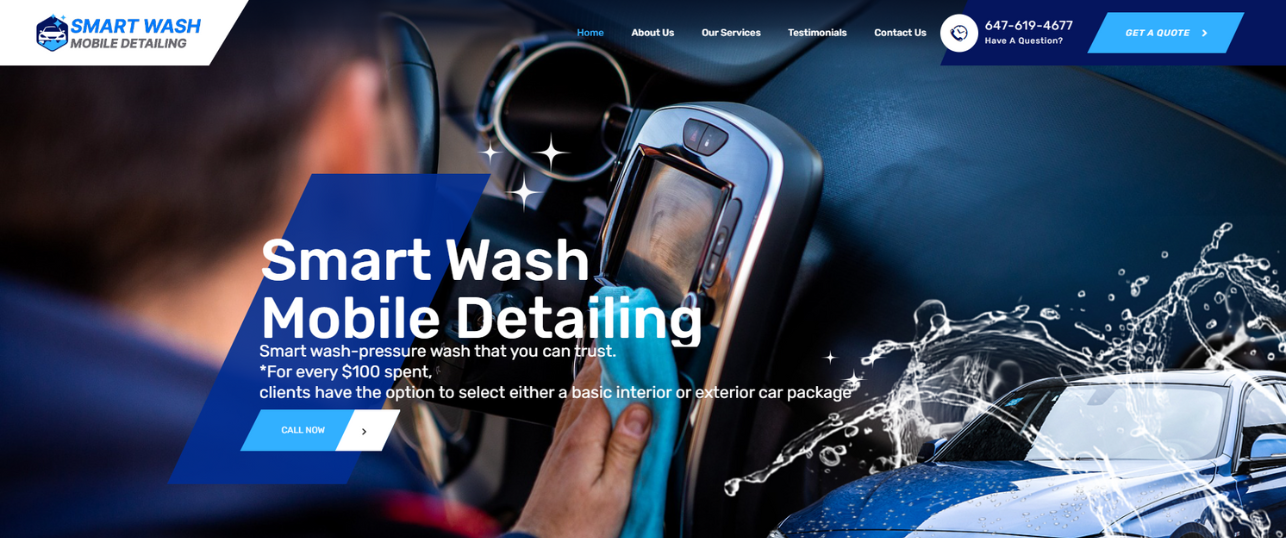 SMART WASH
MOBILE DETAILING
Home About Us Our Services Testimonials Contact Us
647-619-4677
Have A Question?
GET A QUOTE
Smart Wash
Mobile Detailing
Smart wash-pressure wash that you can trust.
*For every $100 spent,
clients have the option to select either a basic interior or exterior car package
CALL NOW